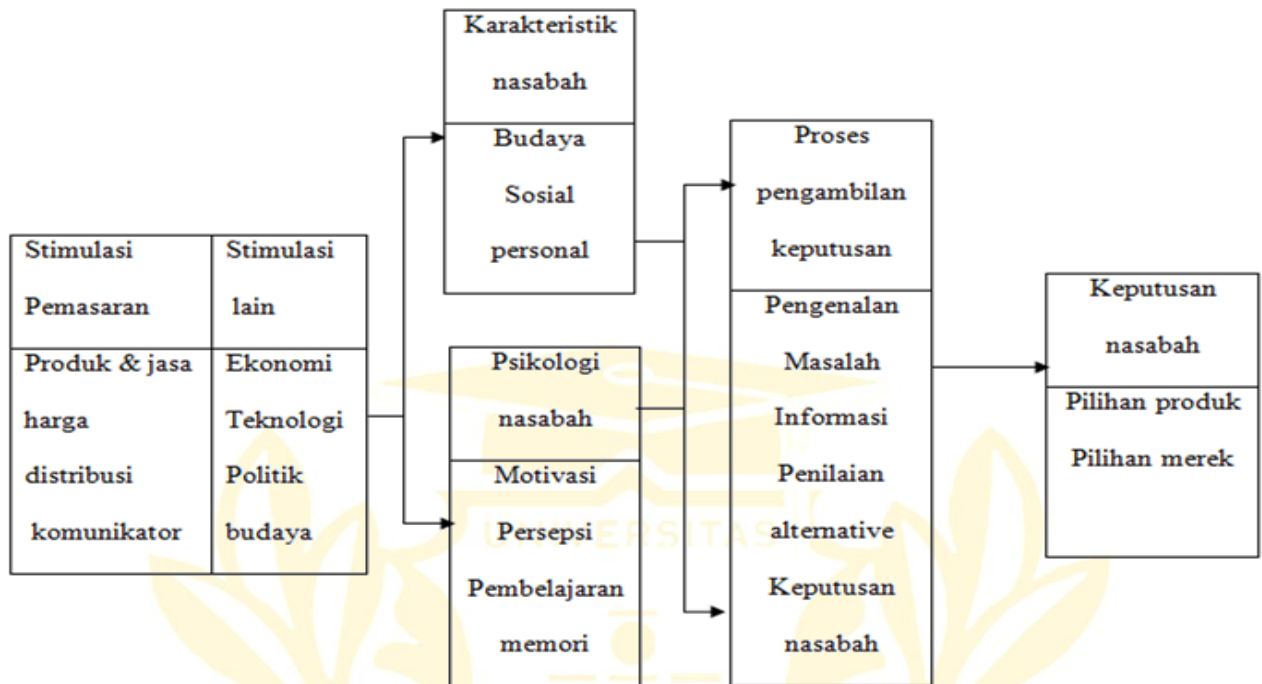 Stimulasi
Pemasaran
Produk & jasa
harga
distribusi
komunikator
Stimulasi
lain
Ekonomi
Teknologi
Politik
budaya
Karakteristik
nasabah
Budaya
Sosial
personal
Psikologi
nasabah
Motivasi
Persepsi
Pembelajaran
memori
Proses
pengambilan
keputusan
Pengenalan
Masalah
Informasi
Penilaian
alternative
Keputusan
nasabah
Keputusan
nasabah
Pilihan produk
Pilihan merek
UNIVERSITAS